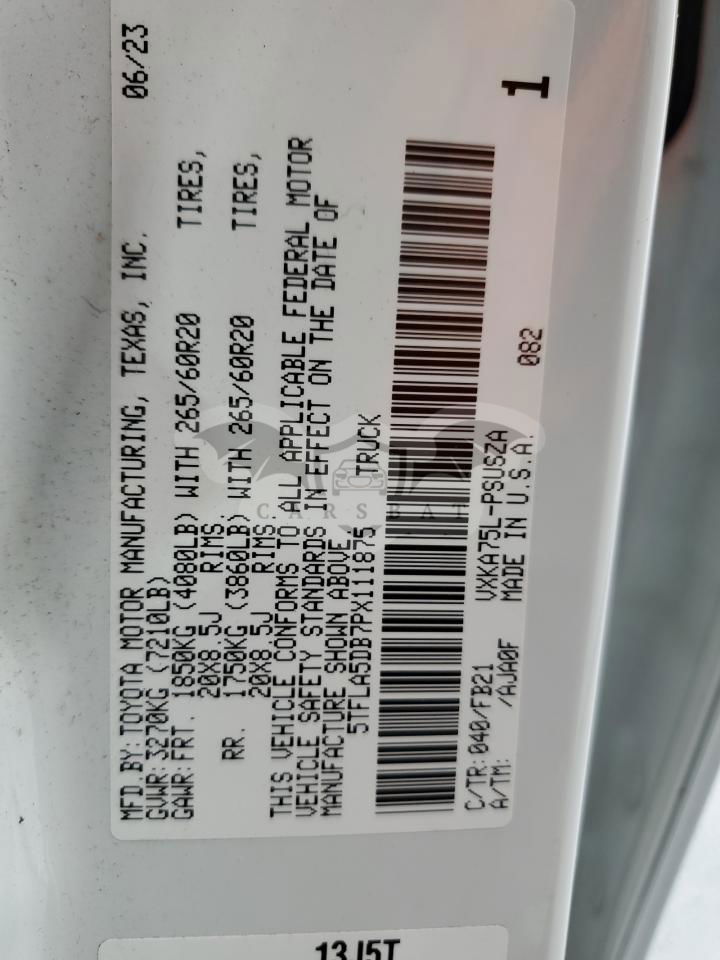 MFD BY: TOYOTA MOTOR MANUFACTURING, TEXAS, INC. 06/23
GVWR: 3270KG (7210LB)
GAWR: FRT. 1850KG (4080LB) WITH 265/60R20 TIRES,
20X8.5J RIMS
RR. 1750KG (3860LB) WITH 265/60R20 TIRES,
20X8.5J RIMS
THIS VEHICLE CONFORMS TO ALL APPLICABLE FEDERAL MOTOR
VEHICLE SAFETY STANDARDS IN EFFECT ON THE DATE OF
MANUFACTURE SHOWN ABOVE.
5TFLA5DB7PX111875 TRUCK
C/TR: 040/FB21 VXKA75L-PSUSZA
A/TM: /AJA0F MADE IN U.S.A. 082
1
13J5T
CARSBAT